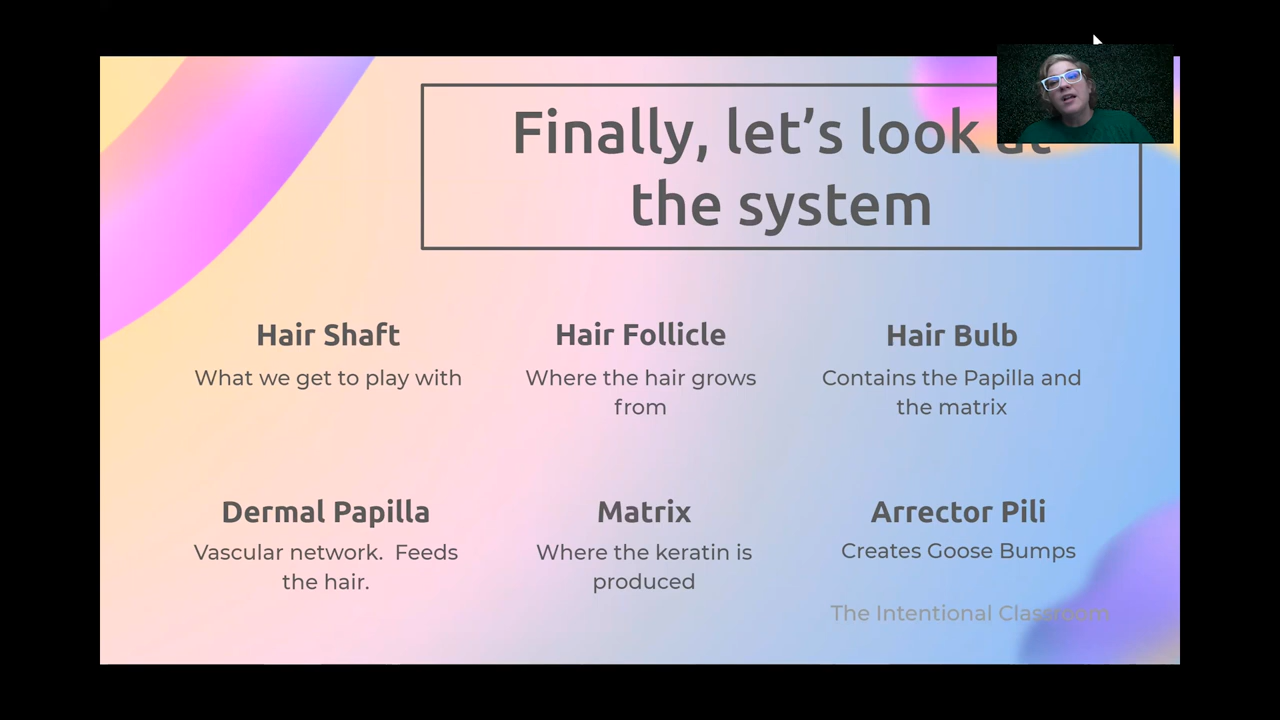 Finally, let's look
the system
Hair Shaft
What we get to play with
Hair Follicle
Where the hair grows
from
Hair Bulb
Contains the Papilla and
the matrix
Dermal Papilla
Vascular network.  Feeds
the hair.
Matrix
Where the keratin is
produced
Arrector Pili
Creates Goose Bumps
The Intentional Classroom